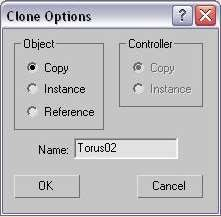 Clone Options ?
Object Controller
Copy Copy
Instance Instance
Reference
Name: Torus02
OK Cancel